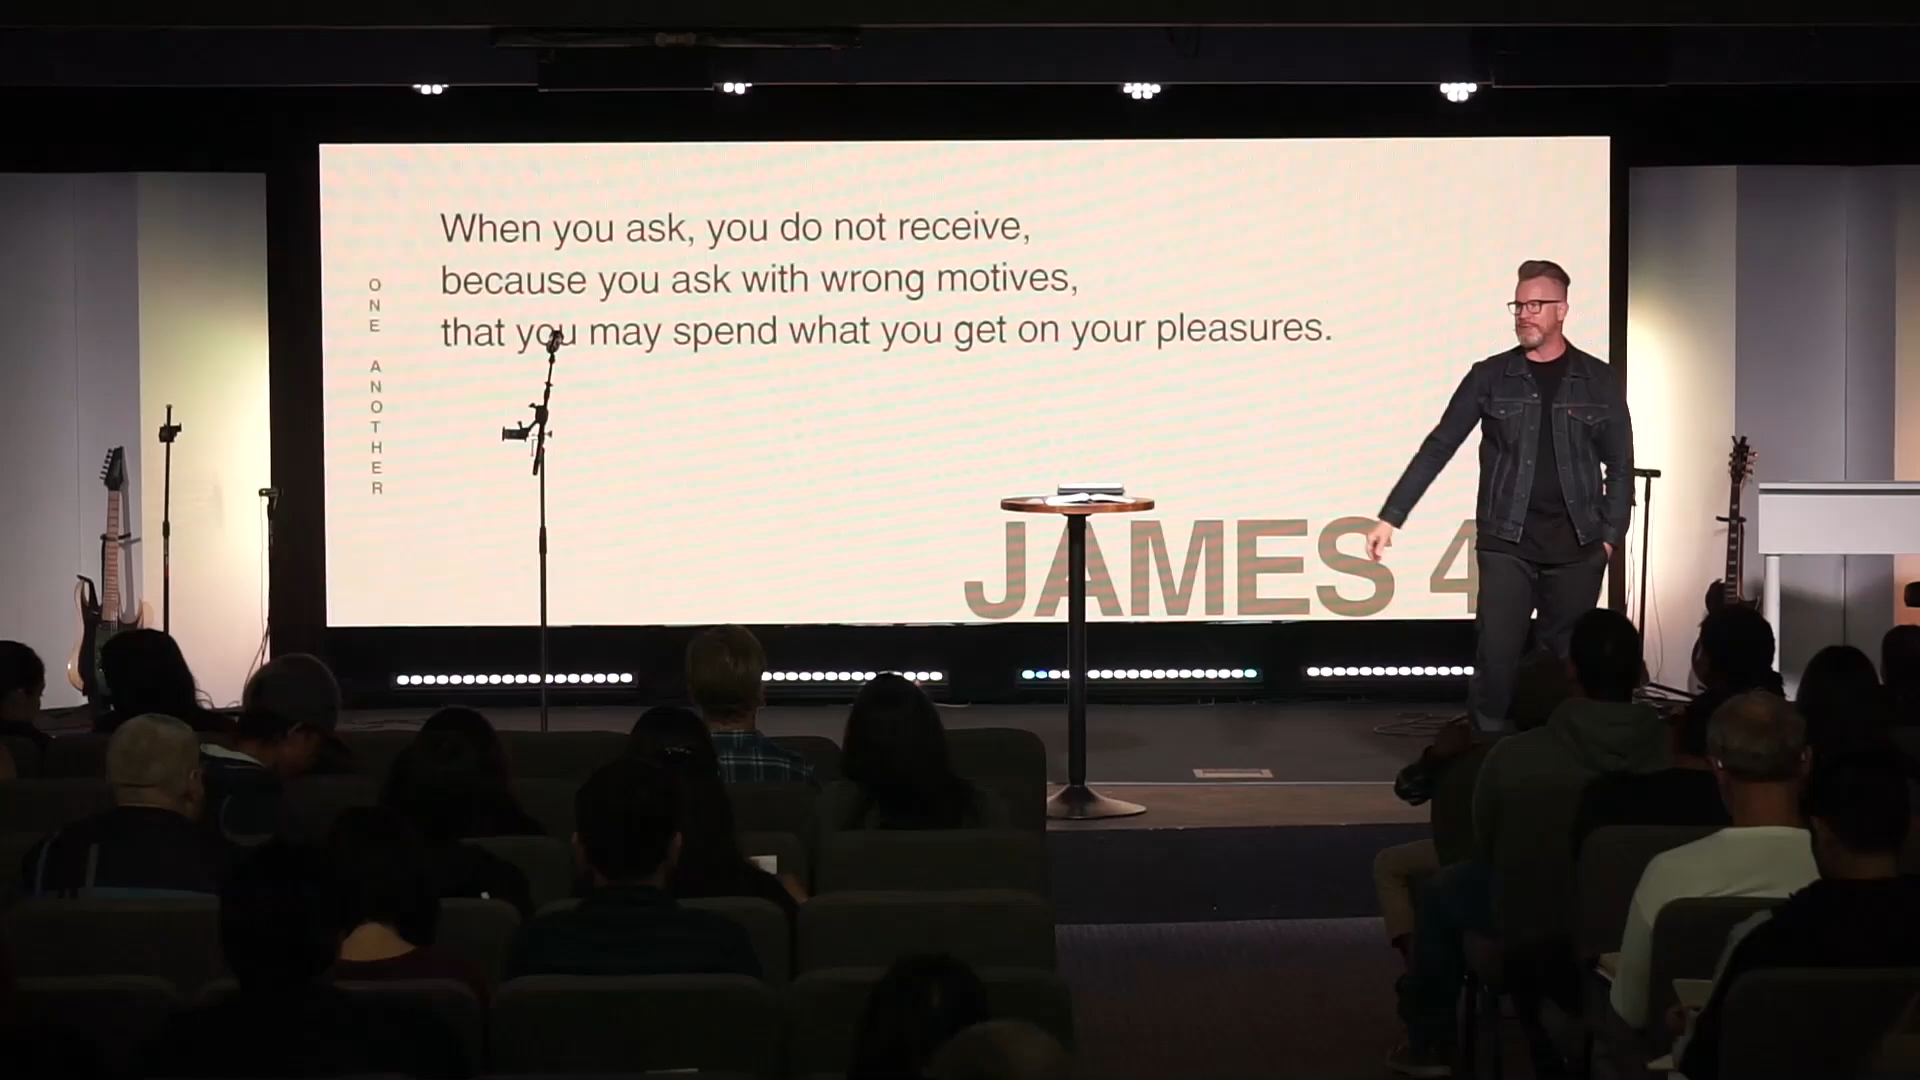 When you ask, you do not receive,
because you ask with wrong motives,
that you may spend what you get on your pleasures.
ONE ANOTHER
JAMES 4